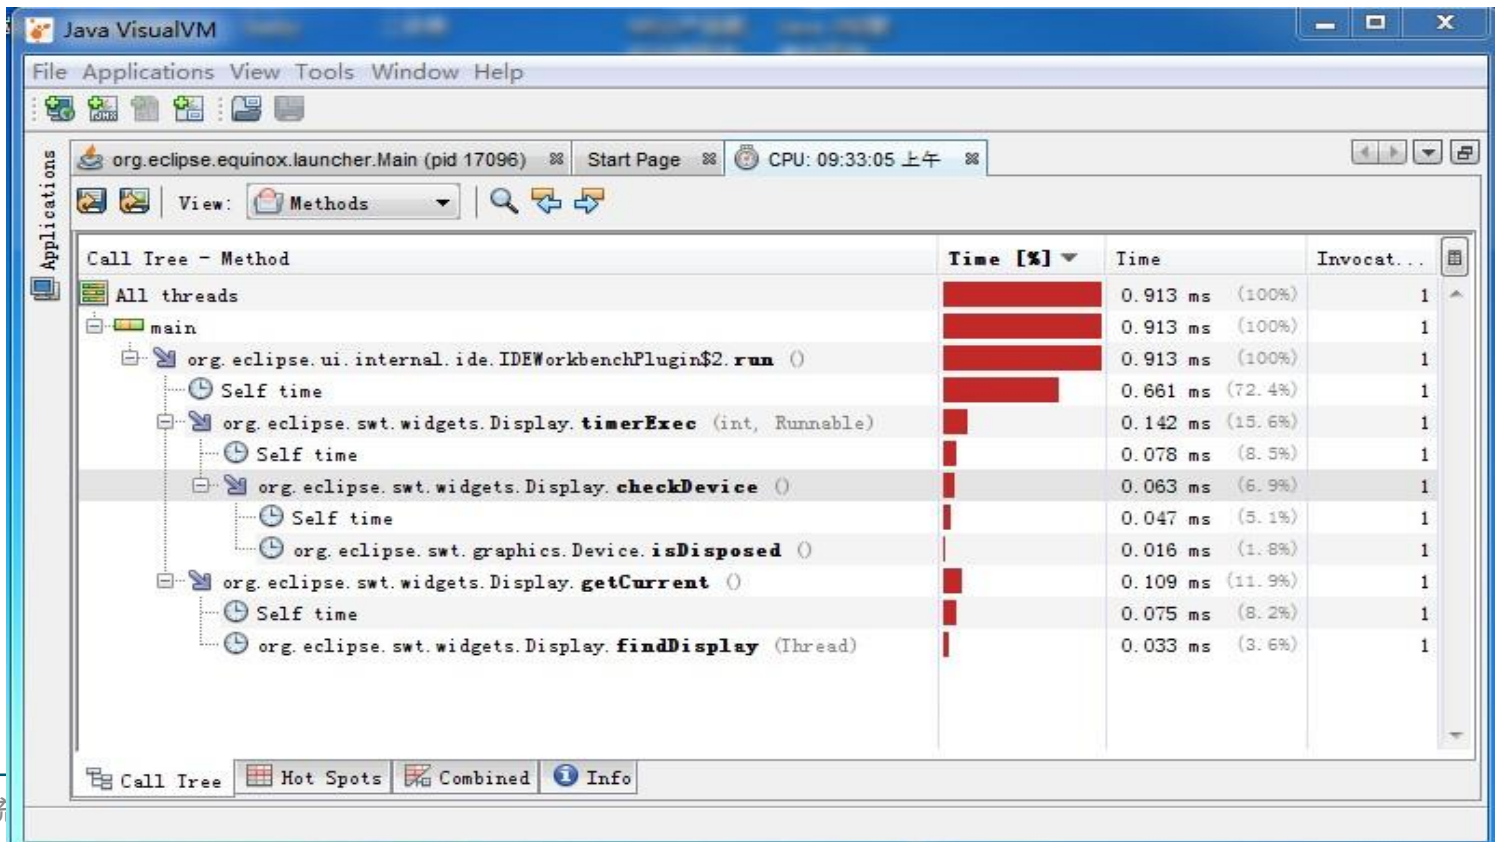 Java VisualVM
File Applications View Tools Window Help
org.eclipse.equinox.launcher.Main (pid 17096) Start Page CPU: 09:33:05 上午
Applications
View: Methods
Call Tree - Method Time [%] Time Invocat...
All threads 0.913 ms (100%) 1
main 0.913 ms (100%) 1
org.eclipse.ui.internal.ide.IDEWorkbenchPlugin$2.run () 0.913 ms (100%) 1
Self time 0.661 ms (72.4%) 1
org.eclipse.swt.widgets.Display.timerExec (int, Runnable) 0.142 ms (15.6%) 1
Self time 0.078 ms (8.5%) 1
org.eclipse.swt.widgets.Display.checkDevice () 0.063 ms (6.9%) 1
Self time 0.047 ms (5.1%) 1
org.eclipse.swt.graphics.Device.isDisposed () 0.016 ms (1.8%) 1
org.eclipse.swt.widgets.Display.getCurrent () 0.109 ms (11.9%) 1
Self time 0.075 ms (8.2%) 1
org.eclipse.swt.widgets.Display.findDisplay (Thread) 0.033 ms (3.6%) 1
Call Tree Hot Spots Combined Info